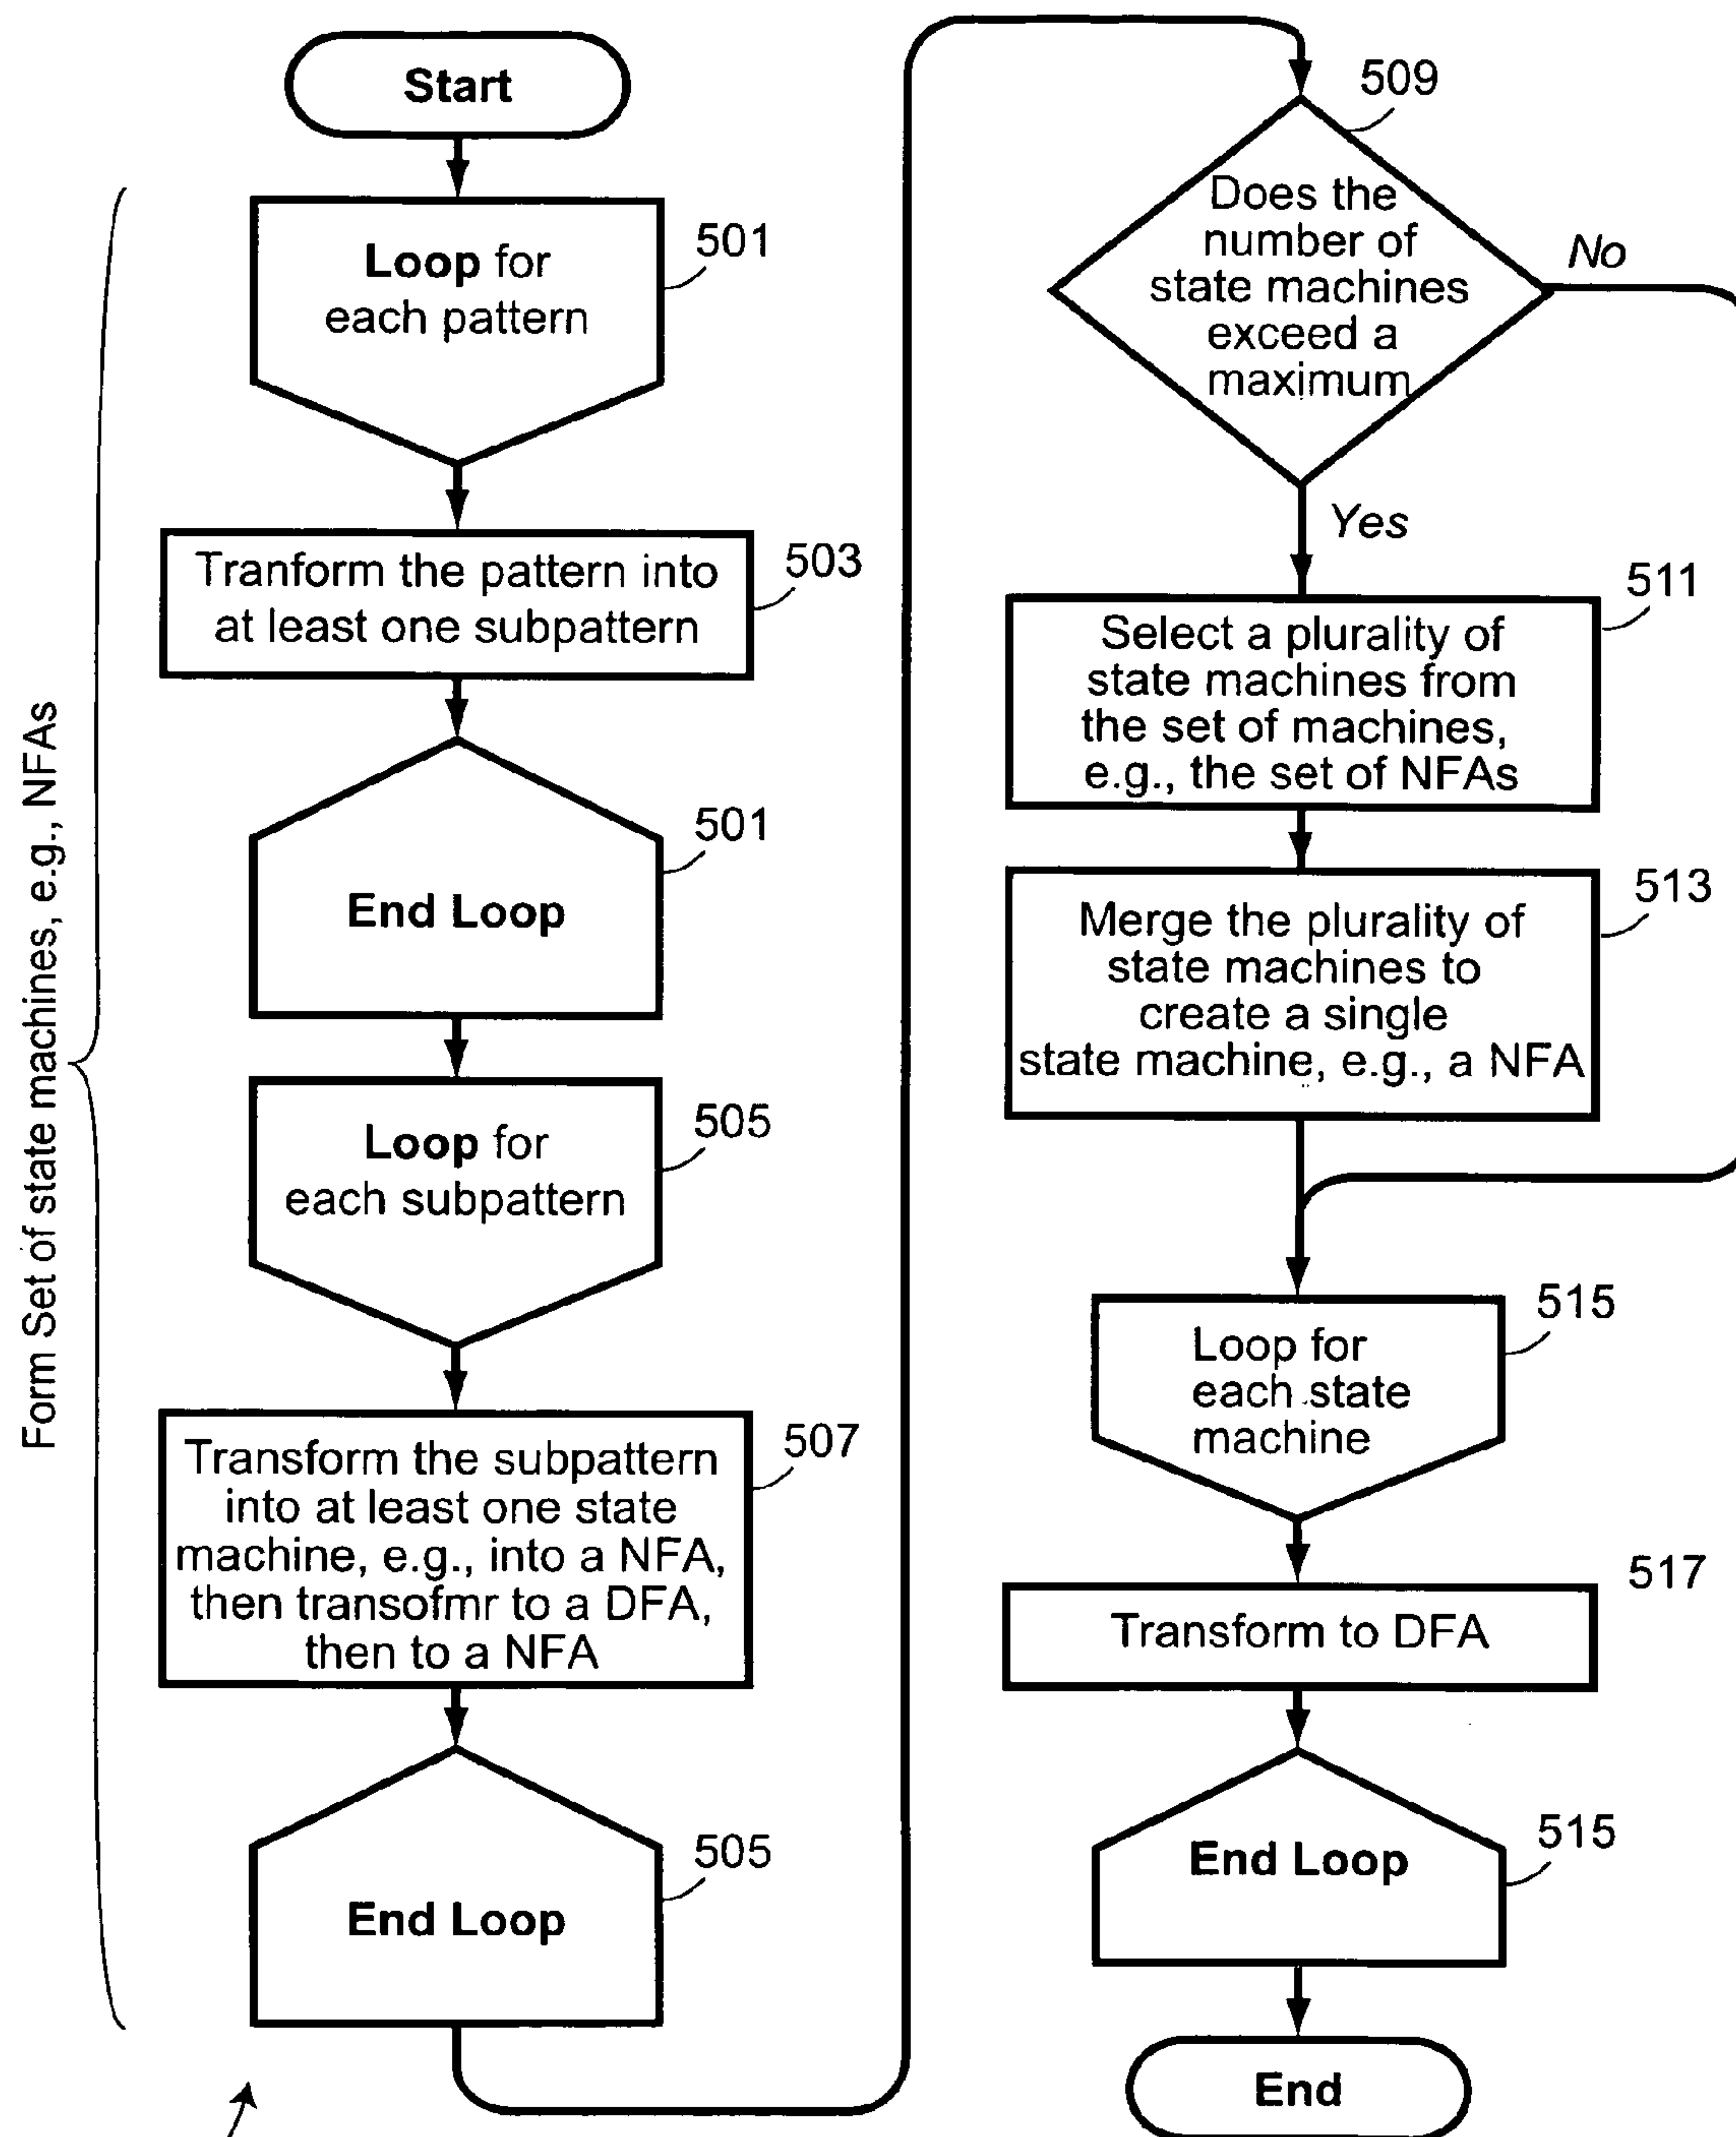 Form Set of state machines, e.g., NFAs
Start
Loop for
each pattern
501
Tranform the pattern into
at least one subpattern
503
End Loop
501
Loop for
each subpattern
505
Transform the subpattern
into at least one state
machine, e.g., into a NFA,
then transofmr to a DFA,
then to a NFA
507
End Loop
505
509
Does the
number of
state machines
exceed a
maximum
No
Yes
511
Select a plurality of
state machines from
the set of machines,
e.g., the set of NFAs
513
Merge the plurality of
state machines to
create a single
state machine, e.g., a NFA
515
Loop for
each state
machine
517
Transform to DFA
End Loop
515
End